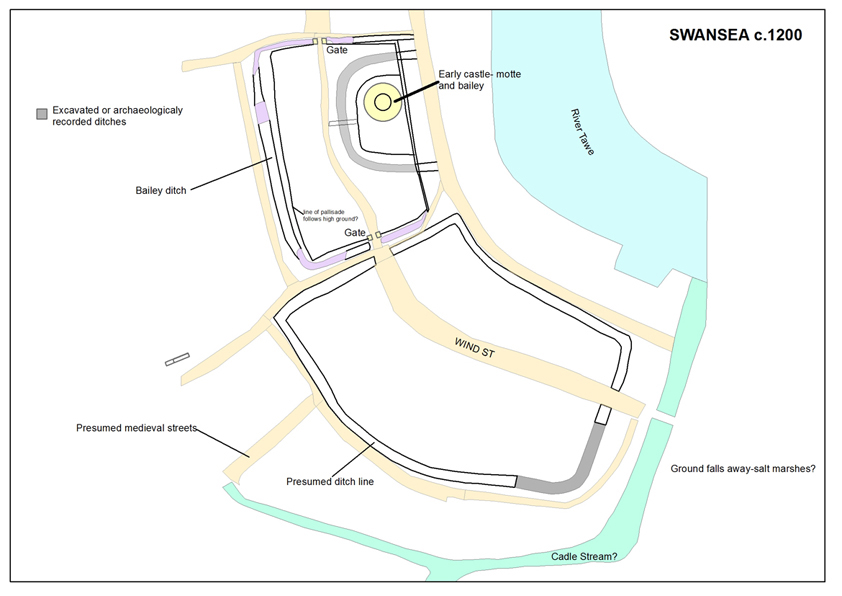 SWANSEA c.1200
Gate
Early castle- motte
and bailey
River Tawe
Excavated or archaeologicaly
recorded ditches
Bailey ditch
line of pallisade
follows high ground?
Gate
WIND ST
Presumed medieval streets
Presumed ditch line
Ground falls away-salt marshes?
Cadle Stream?